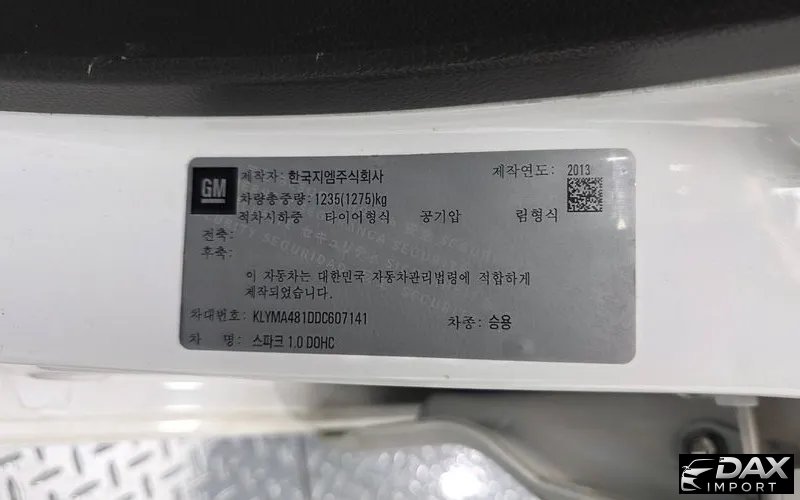 GM
제작자: 한국지엠주식회사 제작연도: 2013
차량총중량: 1235(1275)kg
적차시하중 타이어형식 공기압 림형식
전축:
후축:
이 자동차는 대한민국 자동차관리법령에 적합하게
제작되었습니다.
차대번호: KLYMA481DDC607141 차종: 승용
차 명: 스파크 1.0 DOHC
DAX
IMPORT